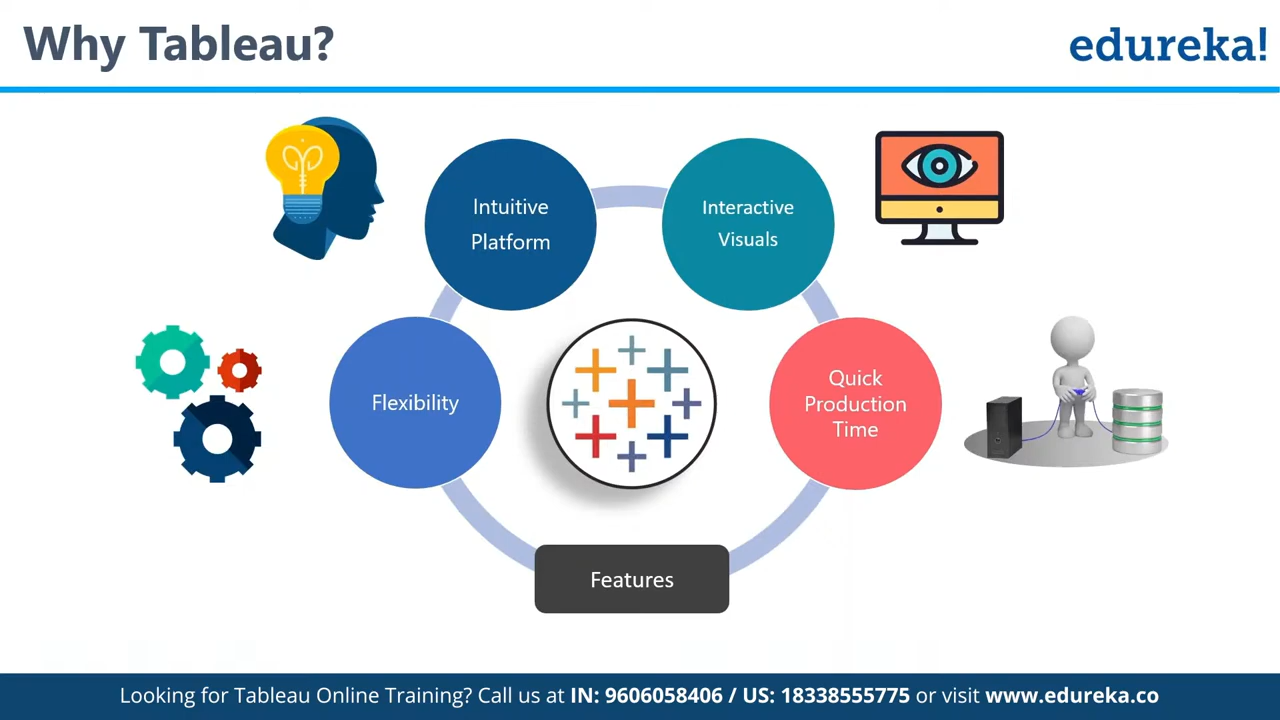 Why Tableau?
edureka!
Intuitive
Platform
Interactive
Visuals
Flexibility
Quick
Production
Time
Features
Looking for Tableau Online Training? Call us at IN: 9606058406 / US: 18338555775 or visit www.edureka.co